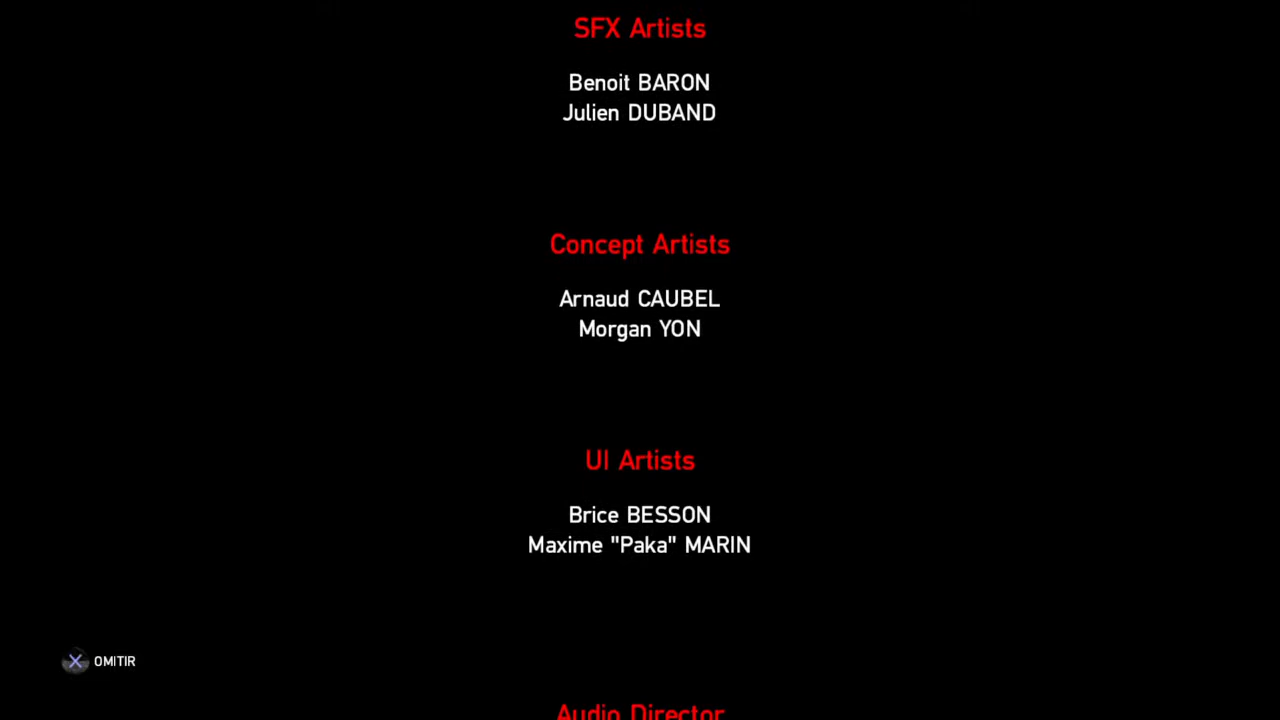 SFX Artists
Benoit BARON
Julien DUBAND
Concept Artists
Arnaud CAUBEL
Morgan YON
UI Artists
Brice BESSON
Maxime "Paka" MARIN
OMITIR
Audio Director